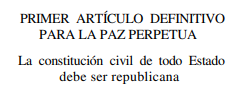 PRIMER ARTÍCULO DEFINITIVO
PARA LA PAZ PERPETUA
La constitución civil de todo Estado
debe ser republicana